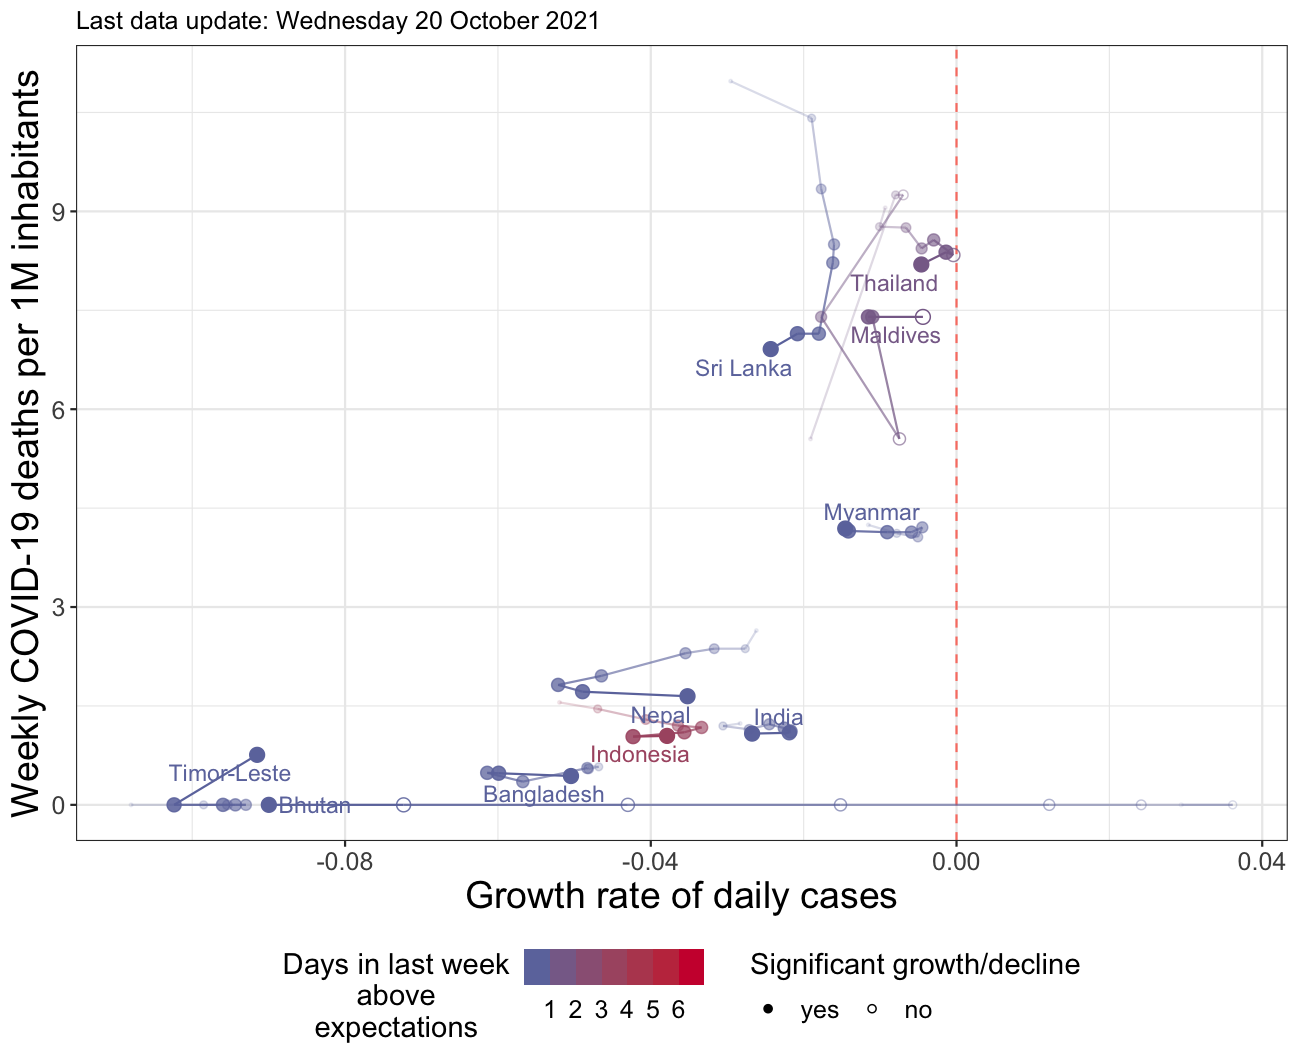 Last data update: Wednesday 20 October 2021
Weekly COVID-19 deaths per 1M inhabitants
9
6
3
0
Thailand
Maldives
Sri Lanka
Myanmar
Nepal
India
Indonesia
Timor-Leste
Bangladesh
Bhutan
-0.08 -0.04 0.00 0.04
Growth rate of daily cases
Days in last week
above
expectations
1 2 3 4 5 6
Significant growth/decline
yes no